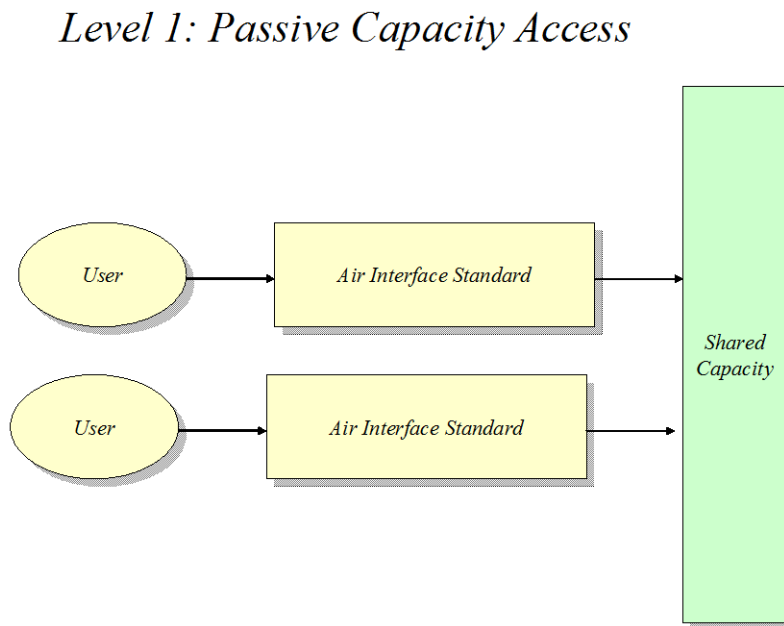 Level 1: Passive Capacity Access
User
Air Interface Standard
Shared
Capacity
User
Air Interface Standard